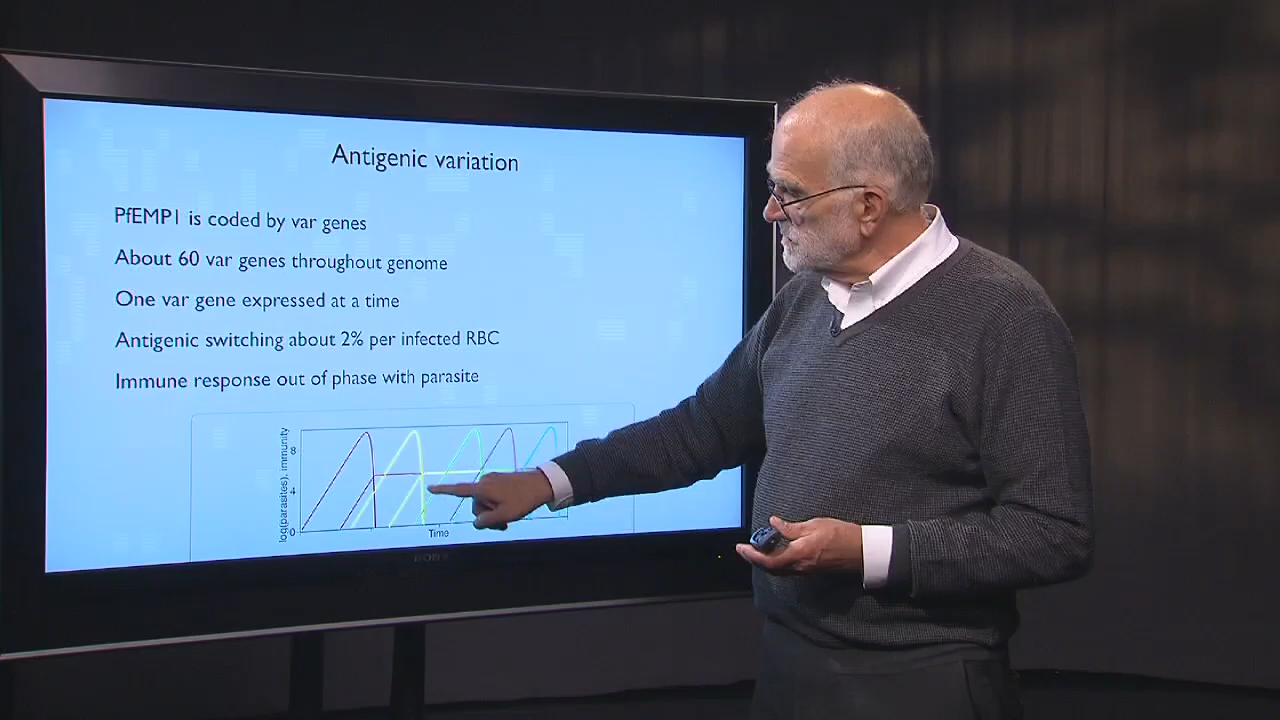 Antigenic variation
PfEMP1 is coded by var genes
About 60 var genes throughout genome
One var gene expressed at a time
Antigenic switching about 2% per infected RBC
Immune response out of phase with parasite
log(parasites), immunity
8
4
0
Time
SONY